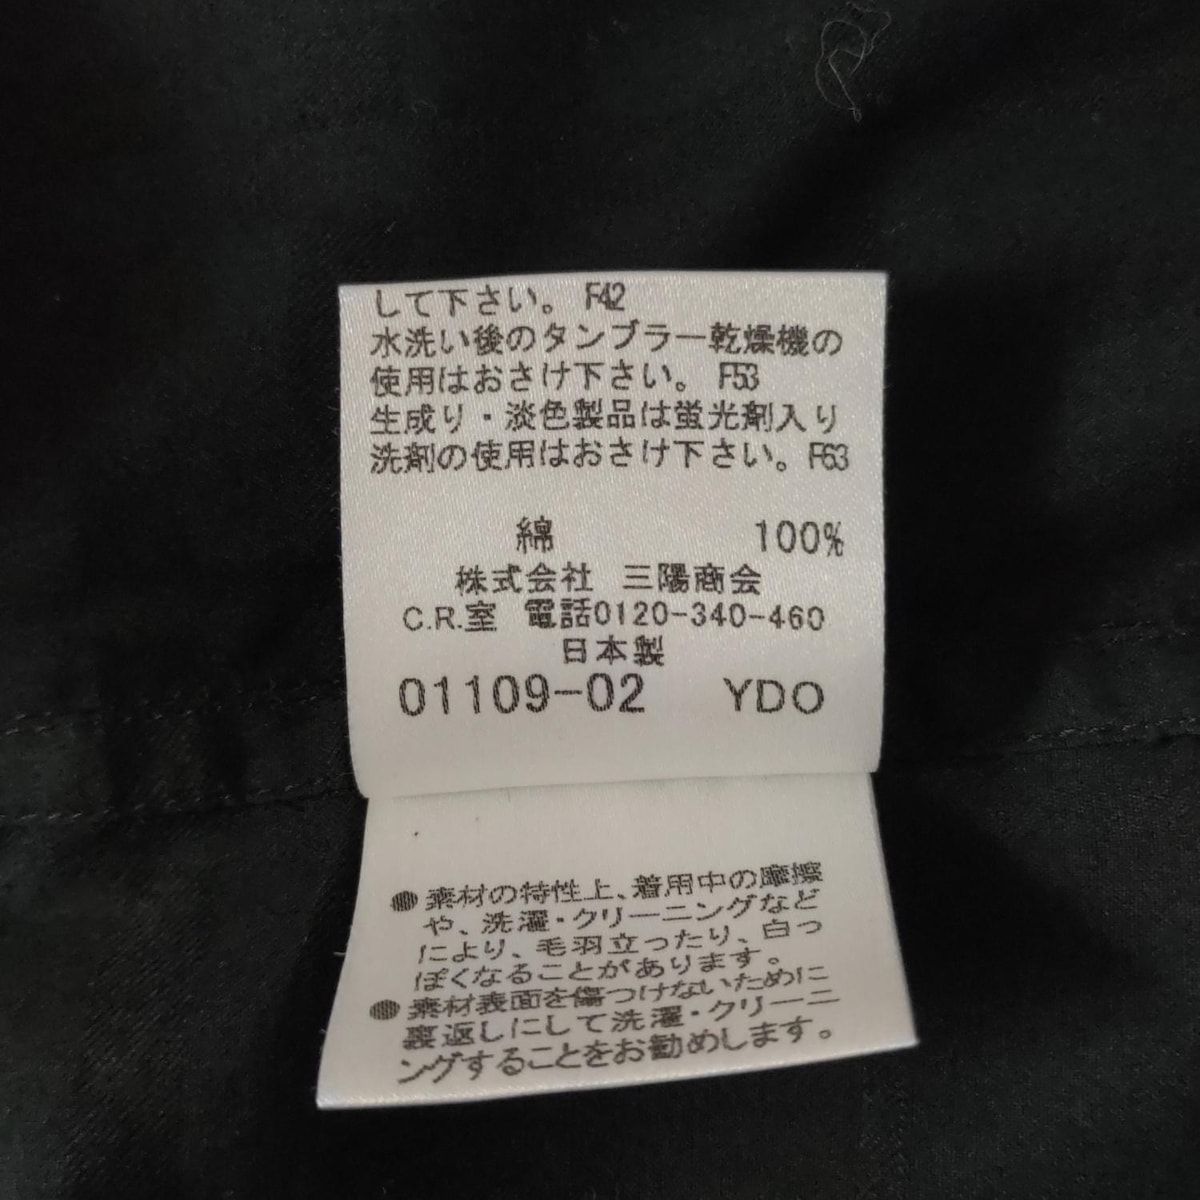 して下さい。 F42
水洗い後のタンブラー乾燥機の
使用はおさけ下さい。 F53
生成り・淡色製品は蛍光剤入り
洗剤の使用はおさけ下さい。F63
綿 100%
株式会社 三陽商会
C.R.室 電話0120-340-460
日本製
01109-02 YDO
●素材の特性上、着用中の摩擦
や、洗濯・クリーニングなど
により、毛羽立ったり、白っ
ぽくなることがあります。
●素材表面を傷つけないために
裏返しにして洗濯・クリーニ
ングすることをお勧めします。